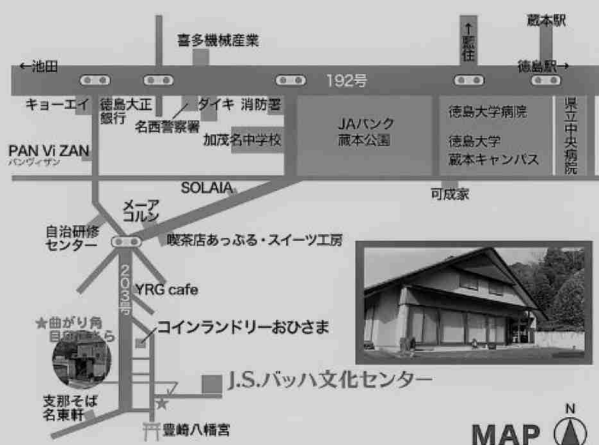 蔵本駅
喜多機械産業
↑藍住
←池田
192号
徳島駅→
キョーエイ
徳島大正
銀行
名西警察署
ダイキ
消防署
加茂名中学校
JAバンク
蔵本公園
徳島大学病院
徳島大学
蔵本キャンパス
県立中央病院
PAN Vi ZAN
パンヴィザン
SOLAIA
可成家
メーア
コルン
自治研修
センター
喫茶店あっぷる・スイーツ工房
203号
YRG cafe
★曲がり角
コインランドリーおひさま
J.S.バッハ文化センター
支那そば
名東軒
豊崎八幡宮
MAP
N